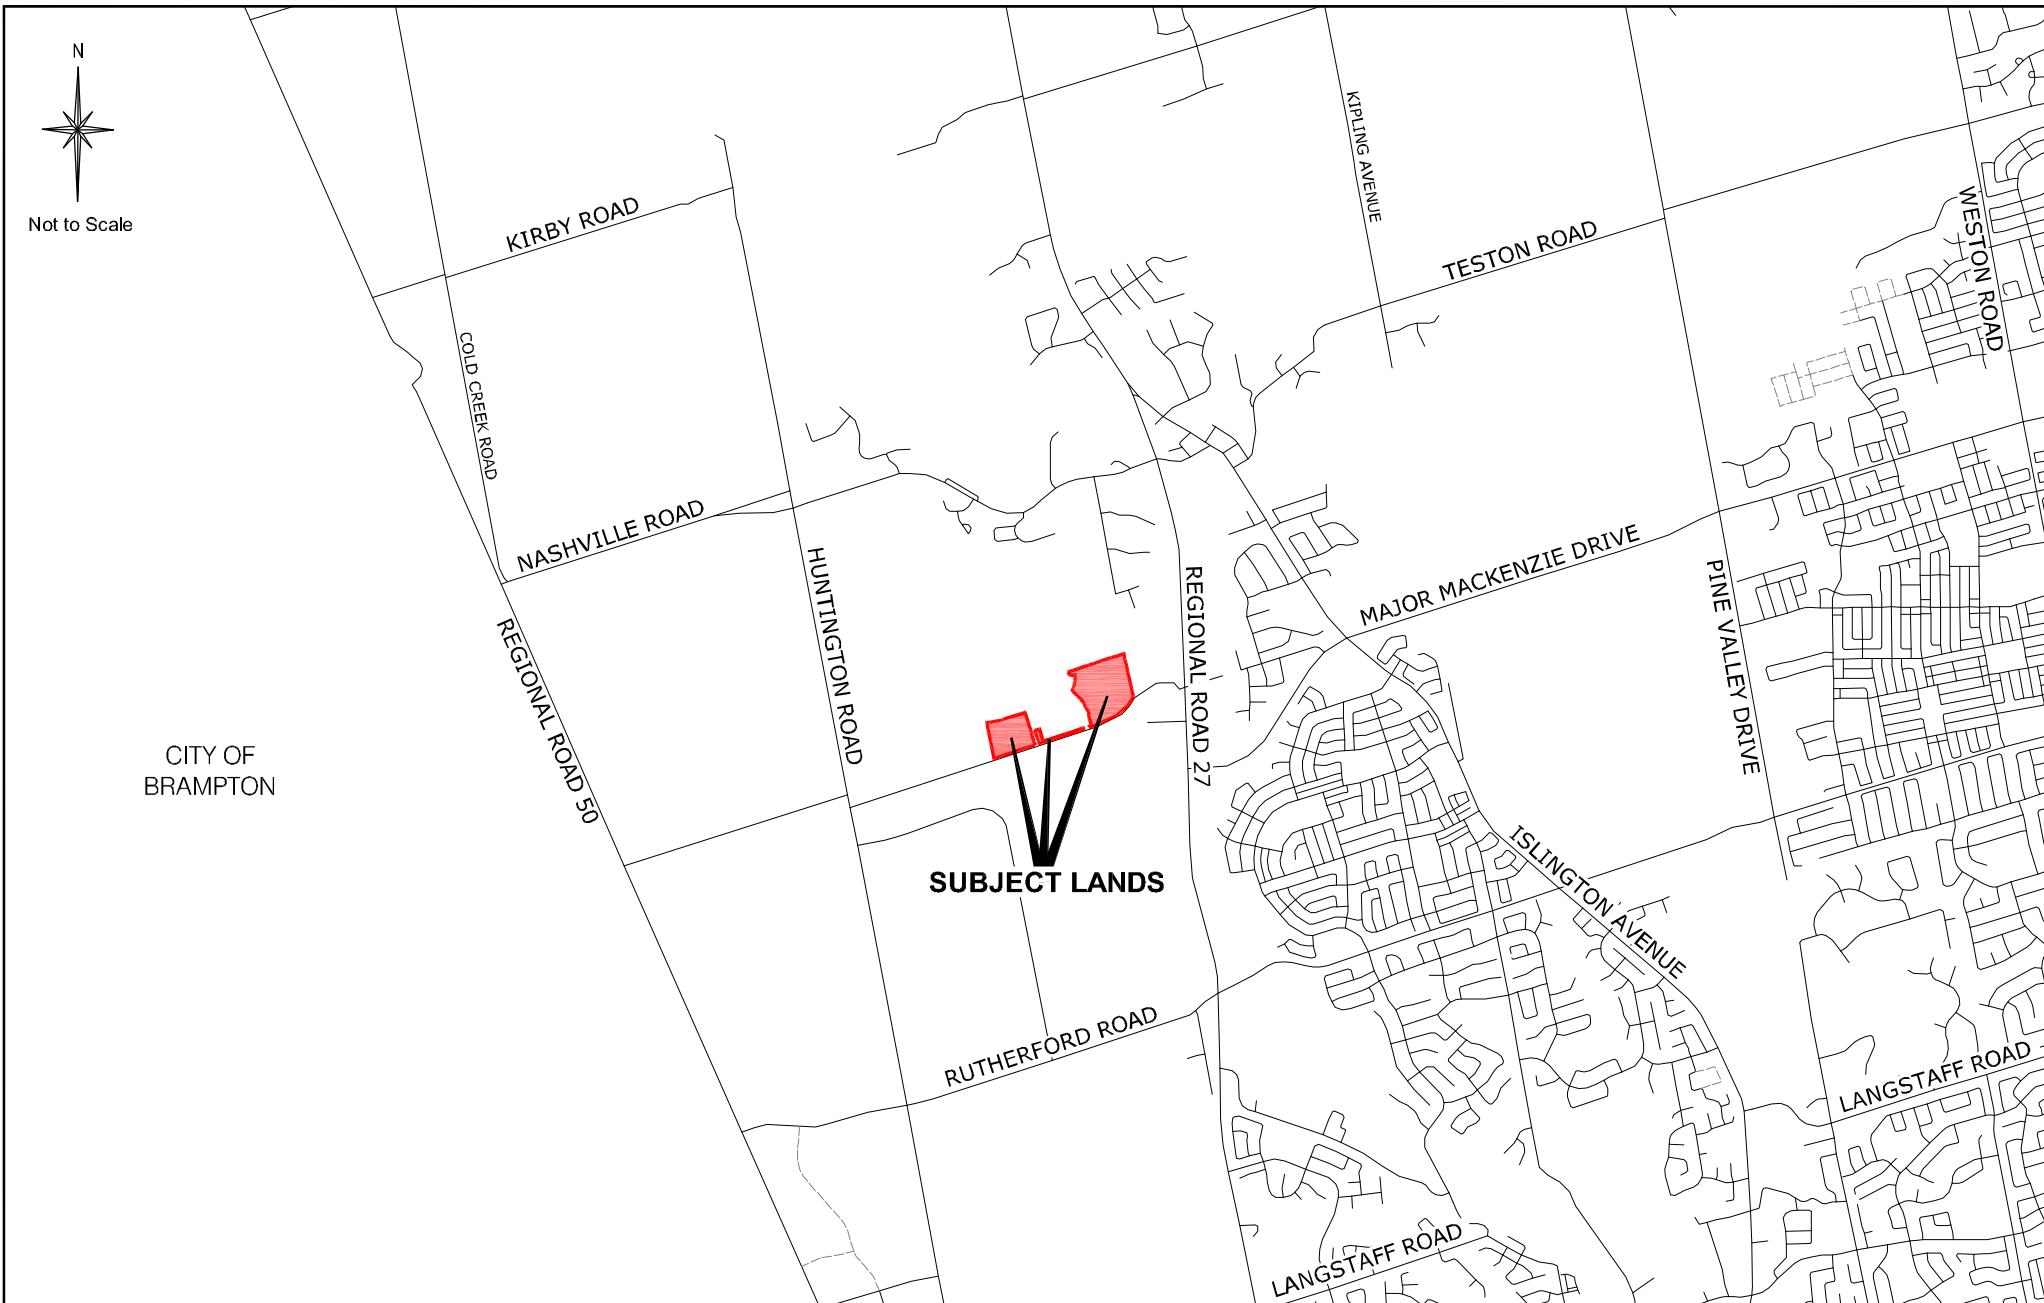 N
Not to Scale
KIRBY ROAD
KIPLING AVENUE
TESTON ROAD
WESTON ROAD
COLD CREEK ROAD
NASHVILLE ROAD
HUNTINGTON ROAD
REGIONAL ROAD 27
MAJOR MACKENZIE DRIVE
PINE VALLEY DRIVE
REGIONAL ROAD 50
CITY OF
BRAMPTON
SUBJECT LANDS
ISLINGTON AVENUE
RUTHERFORD ROAD
LANGSTAFF ROAD
LANGSTAFF ROAD